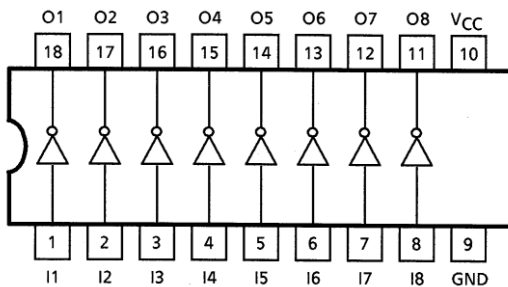 O1 O2 O3 O4 O5 O6 O7 O8 VCC
18 17 16 15 14 13 12 11 10
1 2 3 4 5 6 7 8 9
I1 I2 I3 I4 I5 I6 I7 I8 GND